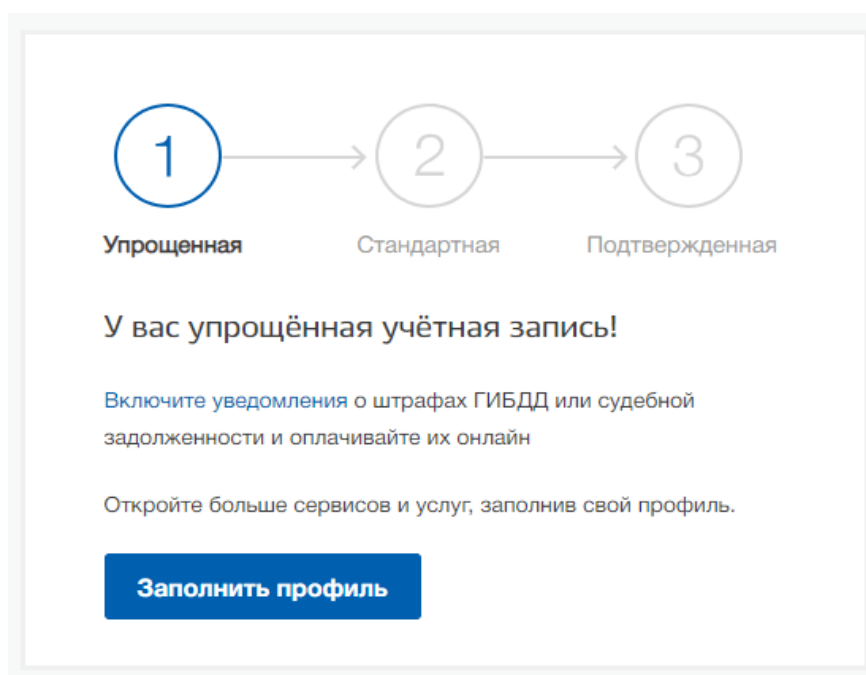 1
2
3
Упрощенная
Стандартная
Подтвержденная
У вас упрощённая учётная запись!
Включите уведомления о штрафах ГИБДД или судебной
задолженности и оплачивайте их онлайн
Откройте больше сервисов и услуг, заполнив свой профиль.
Заполнить профиль